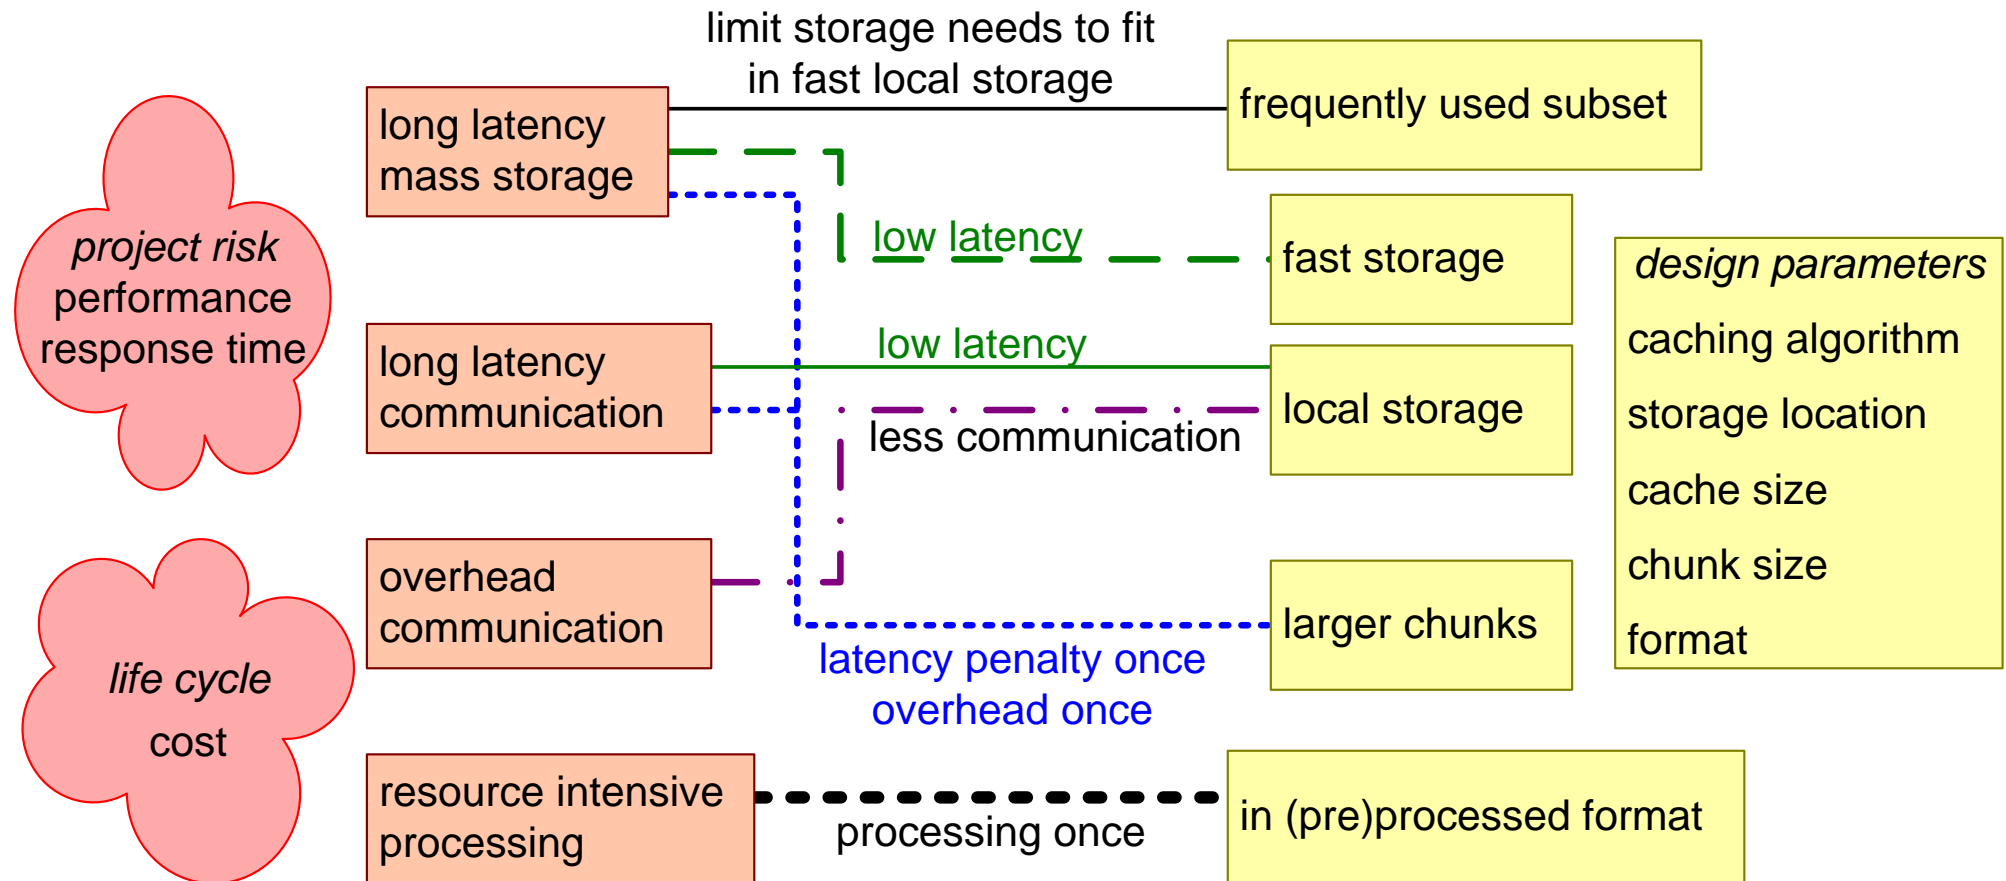 limit storage needs to fit
in fast local storage
project risk
performance
response time
life cycle
cost
long latency
mass storage
long latency
communication
overhead
communication
resource intensive
processing
low latency
low latency
less communication
latency penalty once
overhead once
processing once
frequently used subset
fast storage
local storage
larger chunks
in (pre)processed format
design parameters
caching algorithm
storage location
cache size
chunk size
format